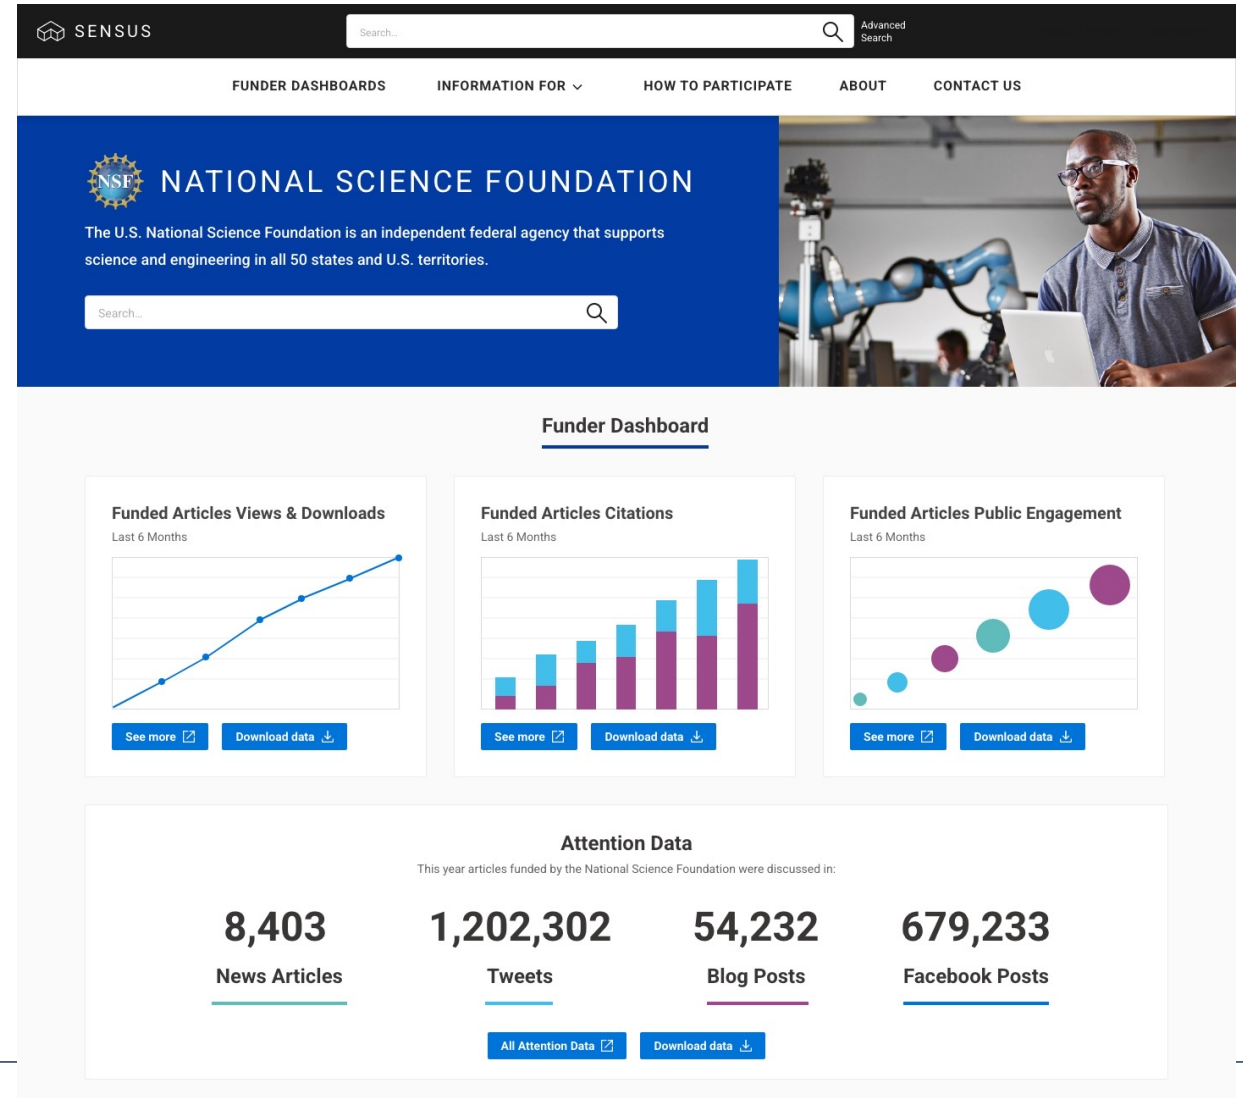 SENSUS
Search...
Advanced
Search
FUNDER DASHBOARDS
INFORMATION FOR
HOW TO PARTICIPATE
ABOUT
CONTACT US
NSF
NATIONAL SCIENCE FOUNDATION
The U.S. National Science Foundation is an independent federal agency that supports
science and engineering in all 50 states and U.S. territories.
Search...
Funder Dashboard
Funded Articles Views & Downloads
Last 6 Months
See more
Download data
Funded Articles Citations
Last 6 Months
See more
Download data
Funded Articles Public Engagement
Last 6 Months
See more
Download data
Attention Data
This year articles funded by the National Science Foundation were discussed in:
8,403
News Articles
1,202,302
Tweets
54,232
Blog Posts
679,233
Facebook Posts
All Attention Data
Download data